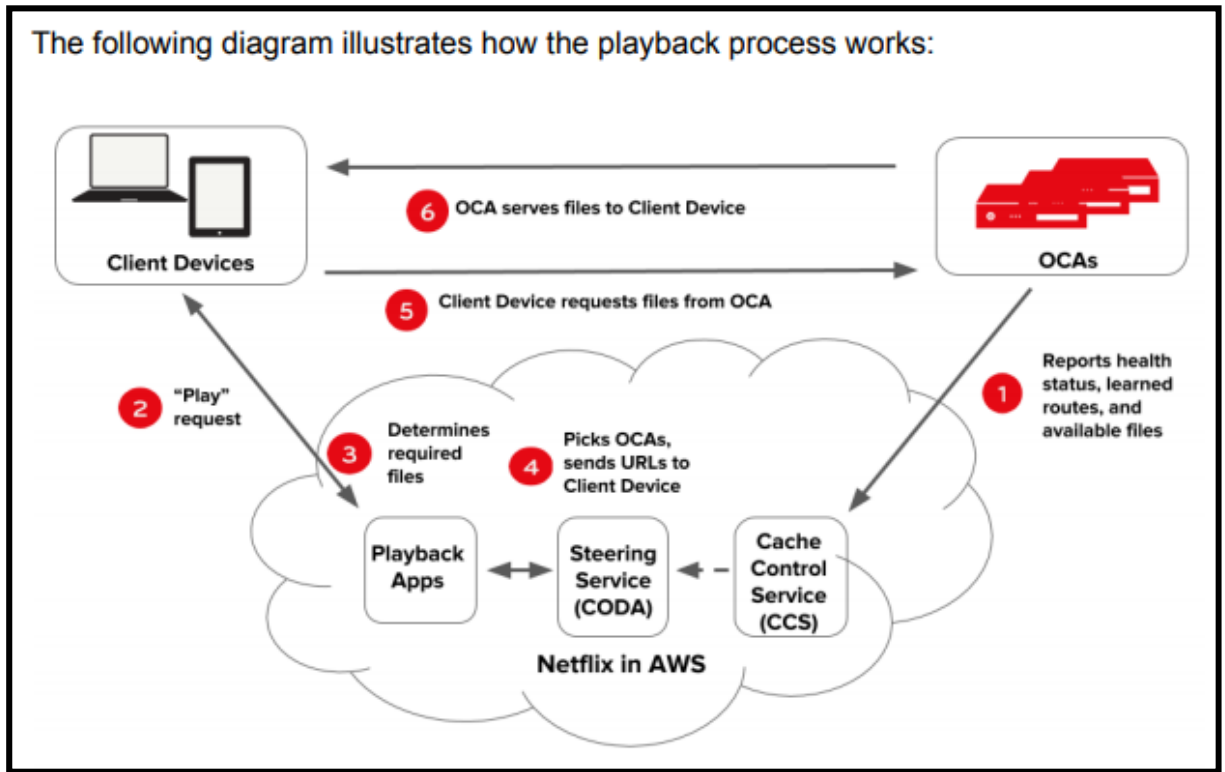 The following diagram illustrates how the playback process works:
Client Devices
OCAs
6
OCA serves files to Client Device
5
Client Device requests files from OCA
1
Reports health
status, learned
routes, and
available files
2
“Play”
request
3
Determines
required
files
4
Picks OCAs,
sends URLs to
Client Device
Playback
Apps
Steering
Service
(CODA)
Cache
Control
Service
(CCS)
Netflix in AWS